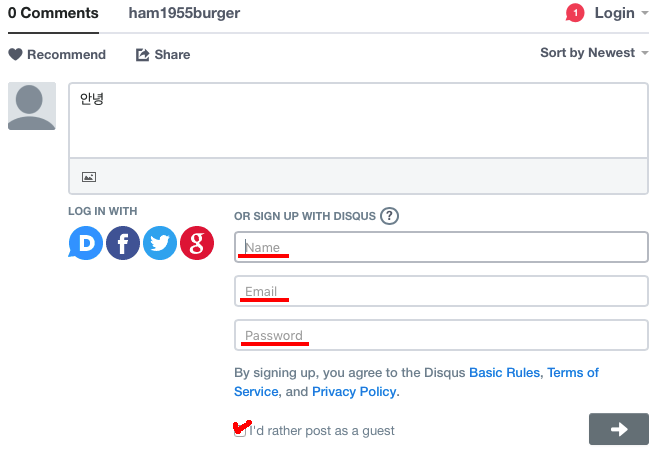 0 Comments ham1955burger 1 Login
Recommend Share Sort by Newest
안녕
LOG IN WITH
OR SIGN UP WITH DISQUS ?
D f g
Name
Email
Password
By signing up, you agree to the Disqus Basic Rules, Terms of
Service, and Privacy Policy.
I'd rather post as a guest